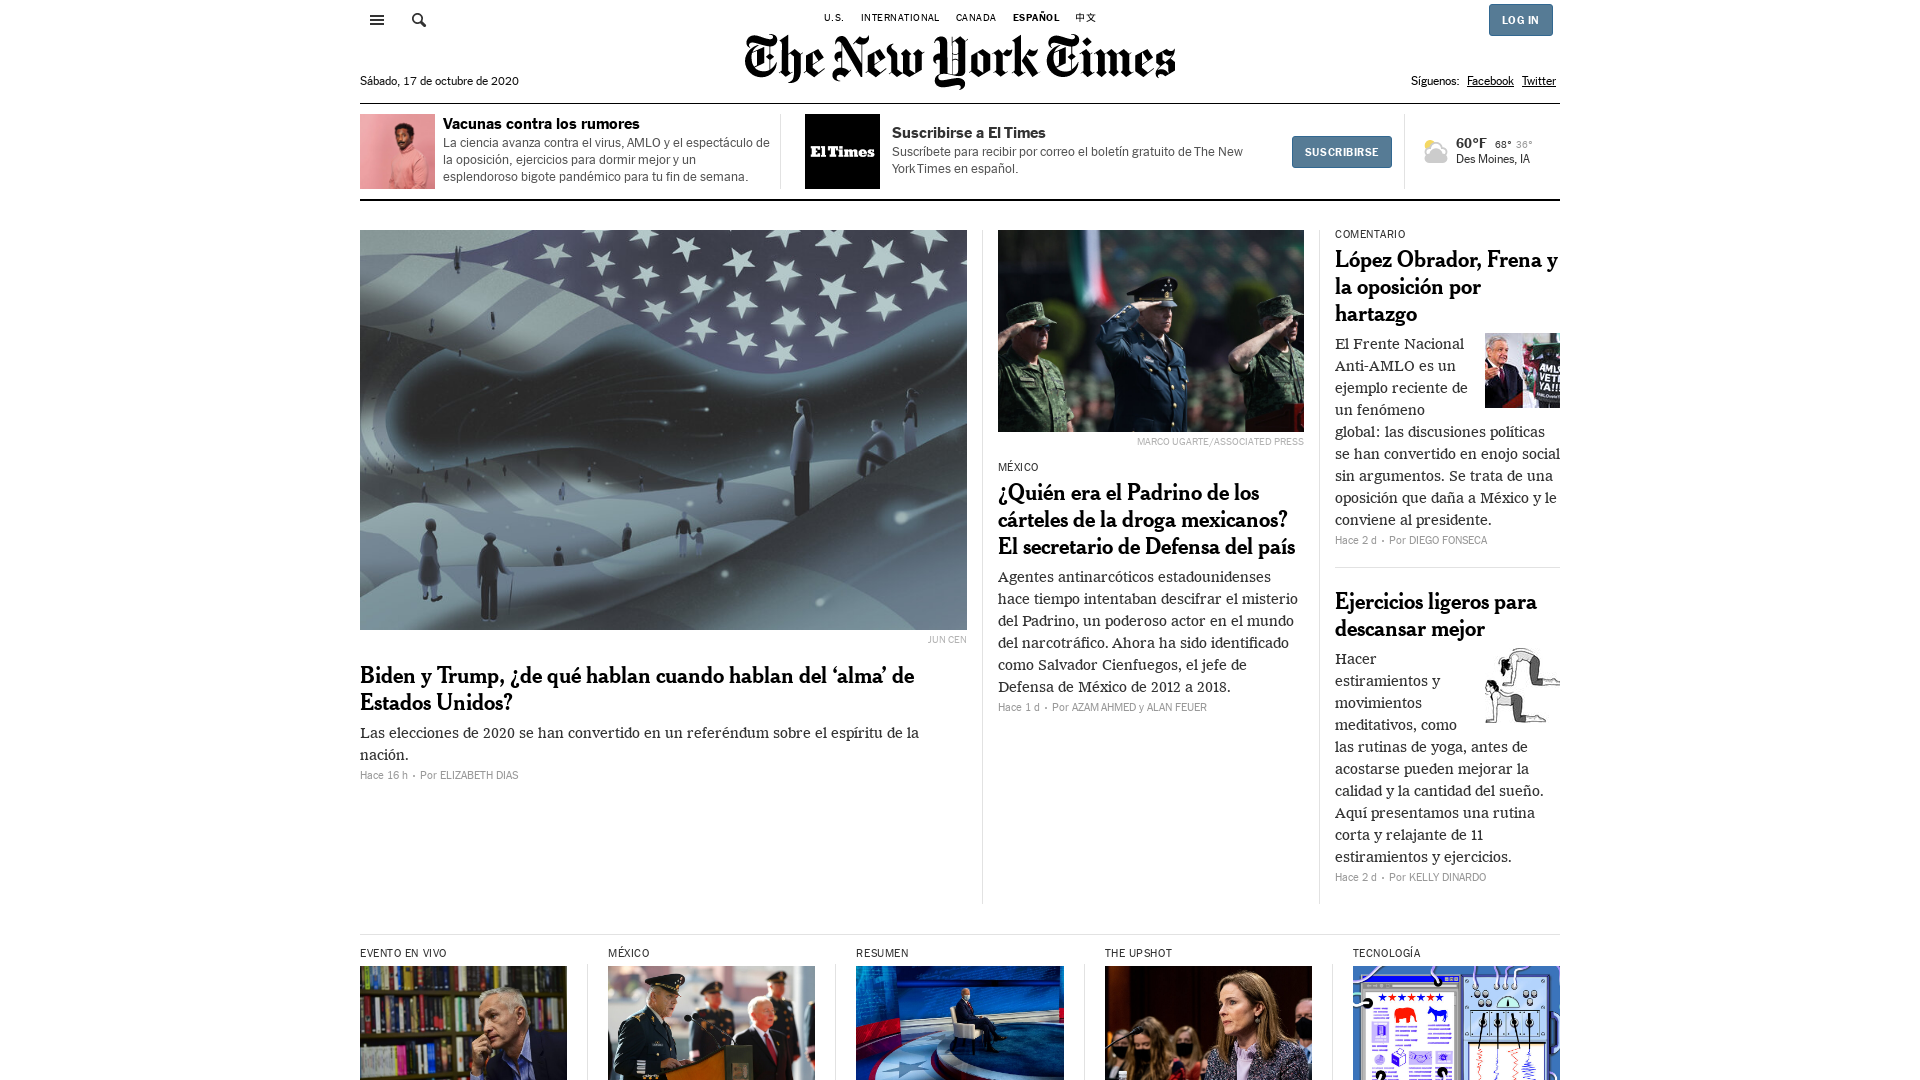 U.S. INTERNATIONAL CANADA ESPAÑOL 中文
LOG IN
The New York Times
Sábado, 17 de octubre de 2020
Síguenos: Facebook Twitter
Vacunas contra los rumores
La ciencia avanza contra el virus, AMLO y el espectáculo de
la oposición, ejercicios para dormir mejor y un
esplendoroso bigote pandémico para tu fin de semana.
El Times
Suscribirse a El Times
Suscríbete para recibir por correo el boletín gratuito de The New
York Times en español.
SUSCRIBIRSE
60°F 68° 36°
Des Moines, IA
JUN CEN
Biden y Trump, ¿de qué hablan cuando hablan del ‘alma’ de
Estados Unidos?
Las elecciones de 2020 se han convertido en un referéndum sobre el espíritu de la
nación.
Hace 16 h • Por ELIZABETH DIAS
MARCO UGARTE/ASSOCIATED PRESS
MÉXICO
¿Quién era el Padrino de los
cárteles de la droga mexicanos?
El secretario de Defensa del país
Agentes antinarcóticos estadounidenses
hace tiempo intentaban descifrar el misterio
del Padrino, un poderoso actor en el mundo
del narcotráfico. Ahora ha sido identificado
como Salvador Cienfuegos, el jefe de
Defensa de México de 2012 a 2018.
Hace 1 d • Por AZAM AHMED y ALAN FEUER
COMENTARIO
López Obrador, Frena y
la oposición por
hartazgo
El Frente Nacional
Anti-AMLO es un
ejemplo reciente de
un fenómeno
global: las discusiones políticas
se han convertido en enojo social
sin argumentos. Se trata de una
oposición que daña a México y le
conviene al presidente.
Hace 2 d • Por DIEGO FONSECA
Ejercicios ligeros para
descansar mejor
Hacer
estiramientos y
movimientos
meditativos, como
las rutinas de yoga, antes de
acostarse pueden mejorar la
calidad y la cantidad del sueño.
Aquí presentamos una rutina
corta y relajante de 11
estiramientos y ejercicios.
Hace 2 d • Por KELLY DINARDO
EVENTO EN VIVO
MÉXICO
RESUMEN
THE UPSHOT
TECNOLOGÍA